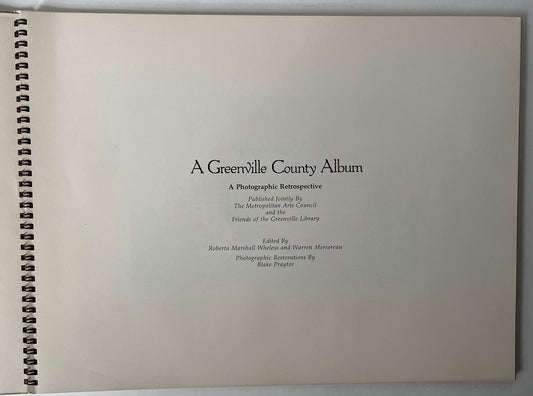 A Greenville County Album
A Photographic Retrospective
Published Jointly By
The Metropolitan Arts Council
and the
Friends of the Greenville Library
Edited By
Roberta Marshall Wheless and Warren Mersereau
Photographic Restorations By
Blake Praytor